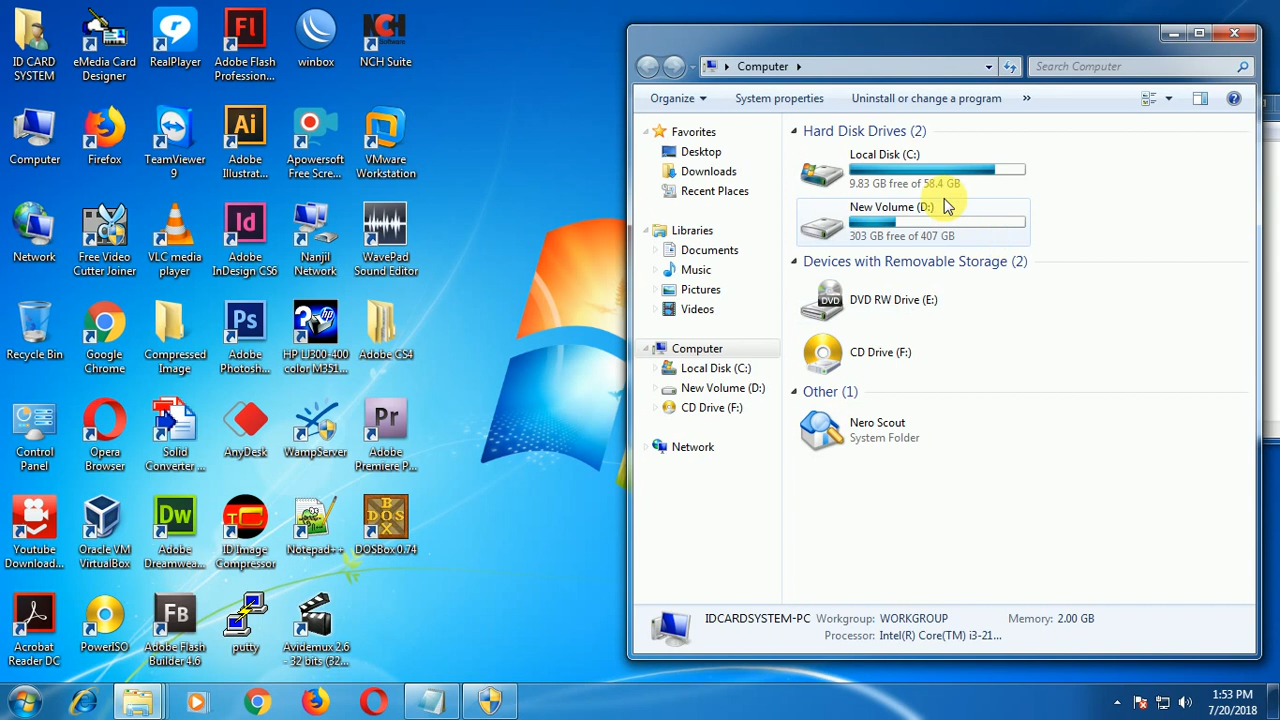 ID CARD
SYSTEM
eMedia Card
Designer
RealPlayer
Adobe Flash
Profession...
winbox
NCH Suite
Computer
Firefox
TeamViewer
9
Adobe
Illustrat...
Apowersoft
Free Scre...
VMware
Workstation
Network
Free Video
Cutter Joiner
VLC media
player
Adobe
InDesign CS6
Nanjil
Network
WavePad
Sound Editor
Recycle Bin
Google
Chrome
Compressed
Image
Adobe
Photosh...
HP LJ300-400
color M351...
Adobe CS4
Control
Panel
Opera
Browser
Solid
Converter ...
AnyDesk
WampServer
Adobe
Premiere P...
Youtube
Download...
Oracle VM
VirtualBox
Adobe
Dreamwea...
ID Image
Compressor
Notepad++
DOSBox 0.74
Acrobat
Reader DC
PowerISO
Adobe Flash
Builder 4.6
putty
Avidemux 2.6
- 32 bits (32...
Computer
Search Computer
Organize
System properties
Uninstall or change a program
»
Favorites
Desktop
Downloads
Recent Places
Libraries
Documents
Music
Pictures
Videos
Computer
Local Disk (C:)
New Volume (D:)
CD Drive (F:)
Network
Hard Disk Drives (2)
Local Disk (C:)
9.83 GB free of 58.4 GB
New Volume (D:)
303 GB free of 407 GB
Devices with Removable Storage (2)
DVD RW Drive (E:)
CD Drive (F:)
Other (1)
Nero Scout
System Folder
IDCARDSYSTEM-PC Workgroup: WORKGROUP Memory: 2.00 GB
Processor: Intel(R) Core(TM) i3-21...
1:53 PM
7/20/2018